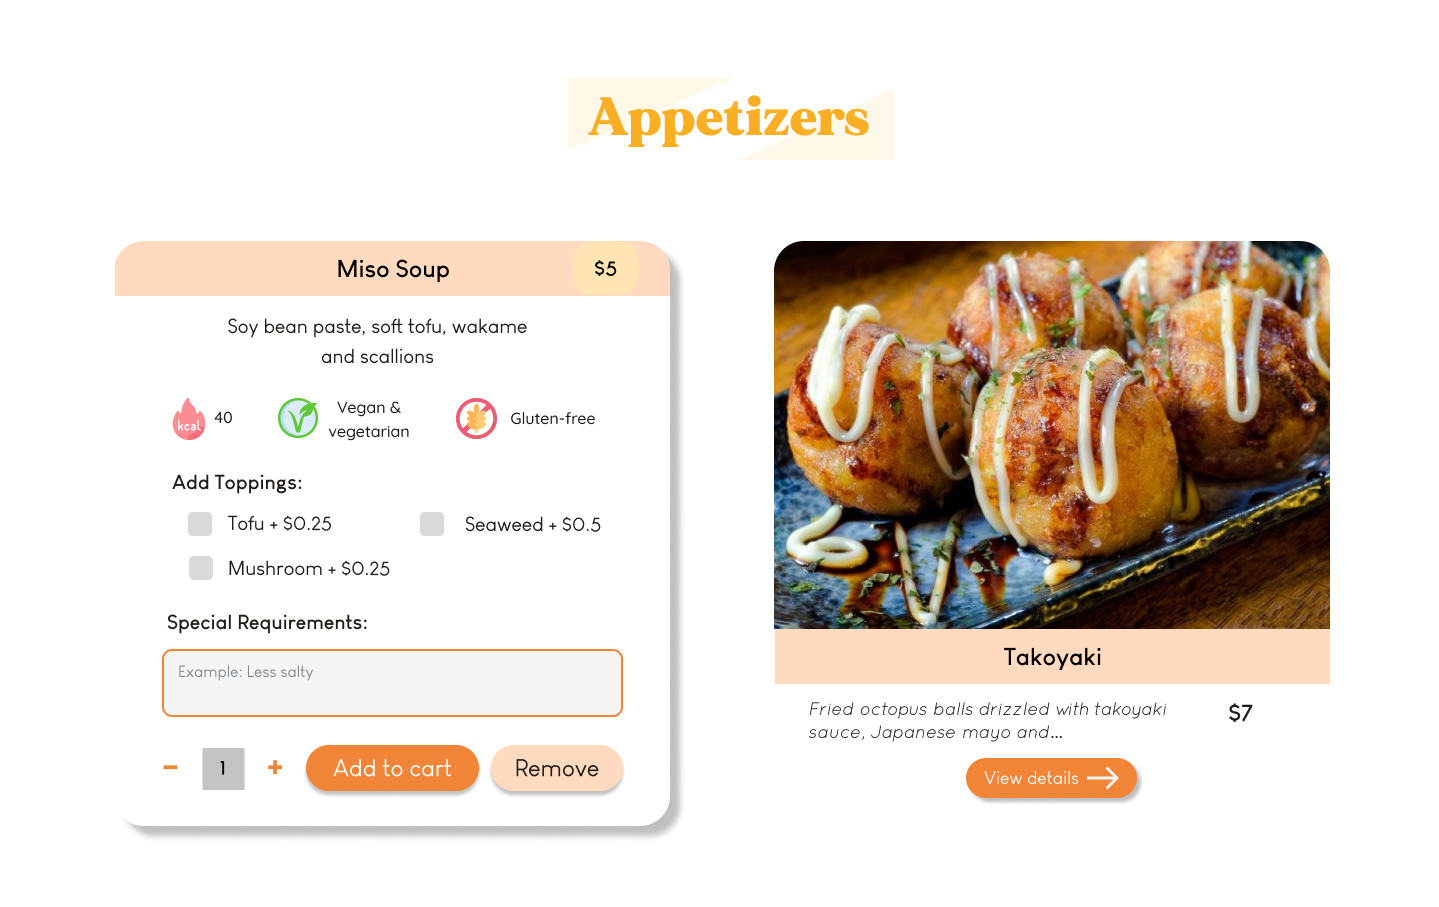 Appetizers
Miso Soup
$5
Soy bean paste, soft tofu, wakame
and scallions
kcal
40
Vegan &
vegetarian
Gluten-free
Add Toppings:
Tofu + $0.25
Seaweed + $0.5
Mushroom + $0.25
Special Requirements:
Example: Less salty
− 1 +
Add to cart
Remove
Takoyaki
Fried octopus balls drizzled with takoyaki
sauce, Japanese mayo and...
$7
View details